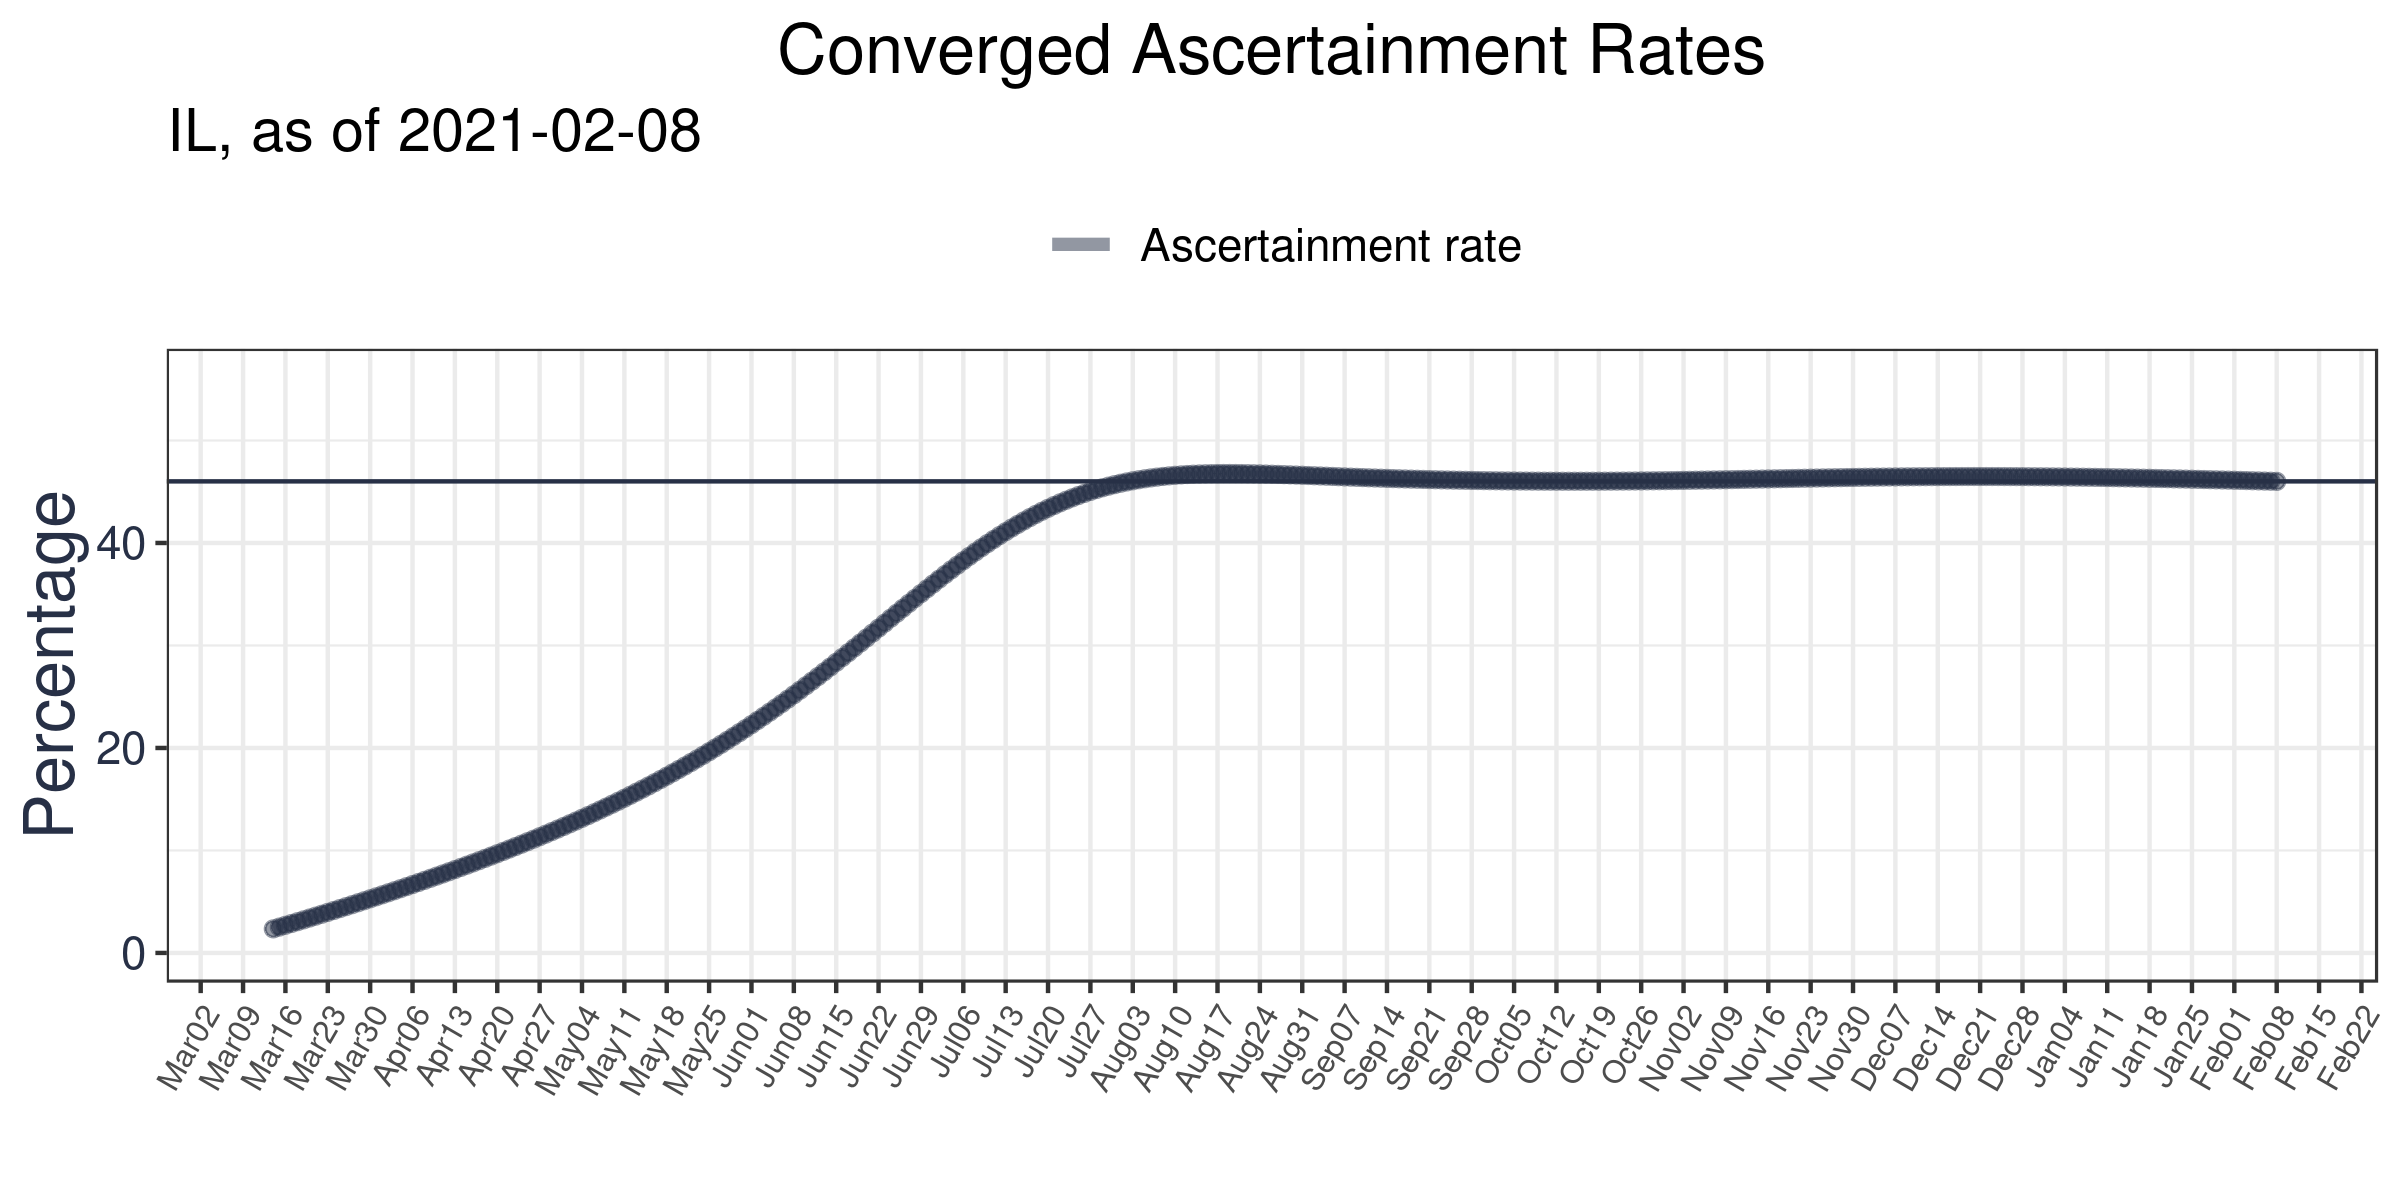 Converged Ascertainment Rates
IL, as of 2021-02-08
Ascertainment rate
Percentage
40
20
0
Mar02
Mar09
Mar16
Mar23
Mar30
Apr06
Apr13
Apr20
Apr27
May04
May11
May18
May25
Jun01
Jun08
Jun15
Jun22
Jun29
Jul06
Jul13
Jul20
Jul27
Aug03
Aug10
Aug17
Aug24
Aug31
Sep07
Sep14
Sep21
Sep28
Oct05
Oct12
Oct19
Oct26
Nov02
Nov09
Nov16
Nov23
Nov30
Dec07
Dec14
Dec21
Dec28
Jan04
Jan11
Jan18
Jan25
Feb01
Feb08
Feb15
Feb22